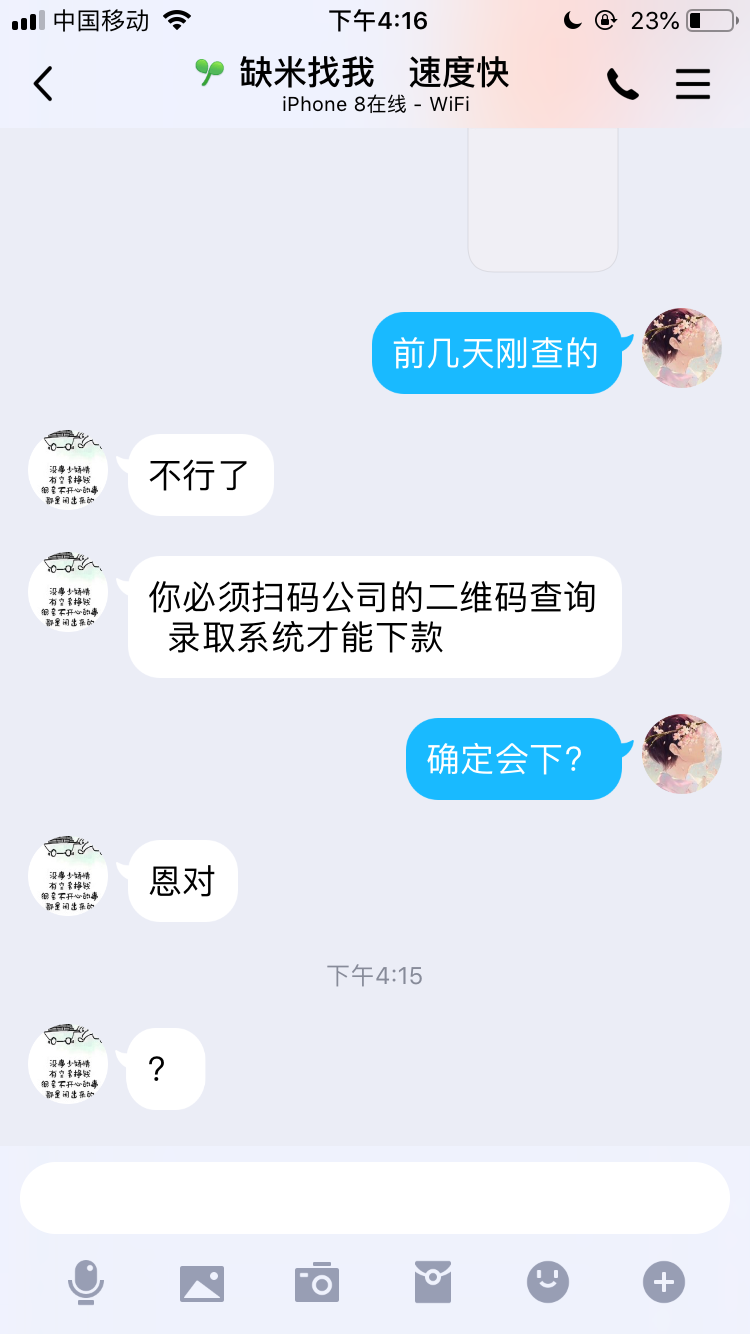 中国移动
下午4:16
23%
缺米找我 速度快
iPhone 8在线 - WiFi
前几天刚查的
不行了
你必须扫码公司的二维码查询
录取系统才能下款
确定会下?
恩对
下午4:15
?